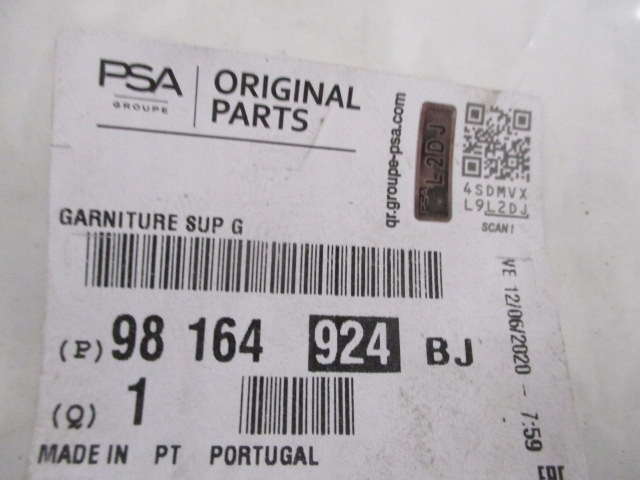 PSA
GROUPE
ORIGINAL
PARTS
qr.groupe-psa.com
PSA L2DJ
4SDMVX
L9L2DJ
SCAN!
GARNITURE SUP G
(P) 98 164 924 BJ
(Q) 1
MADE IN PT PORTUGAL
VE 12/06/2020 - 7:59